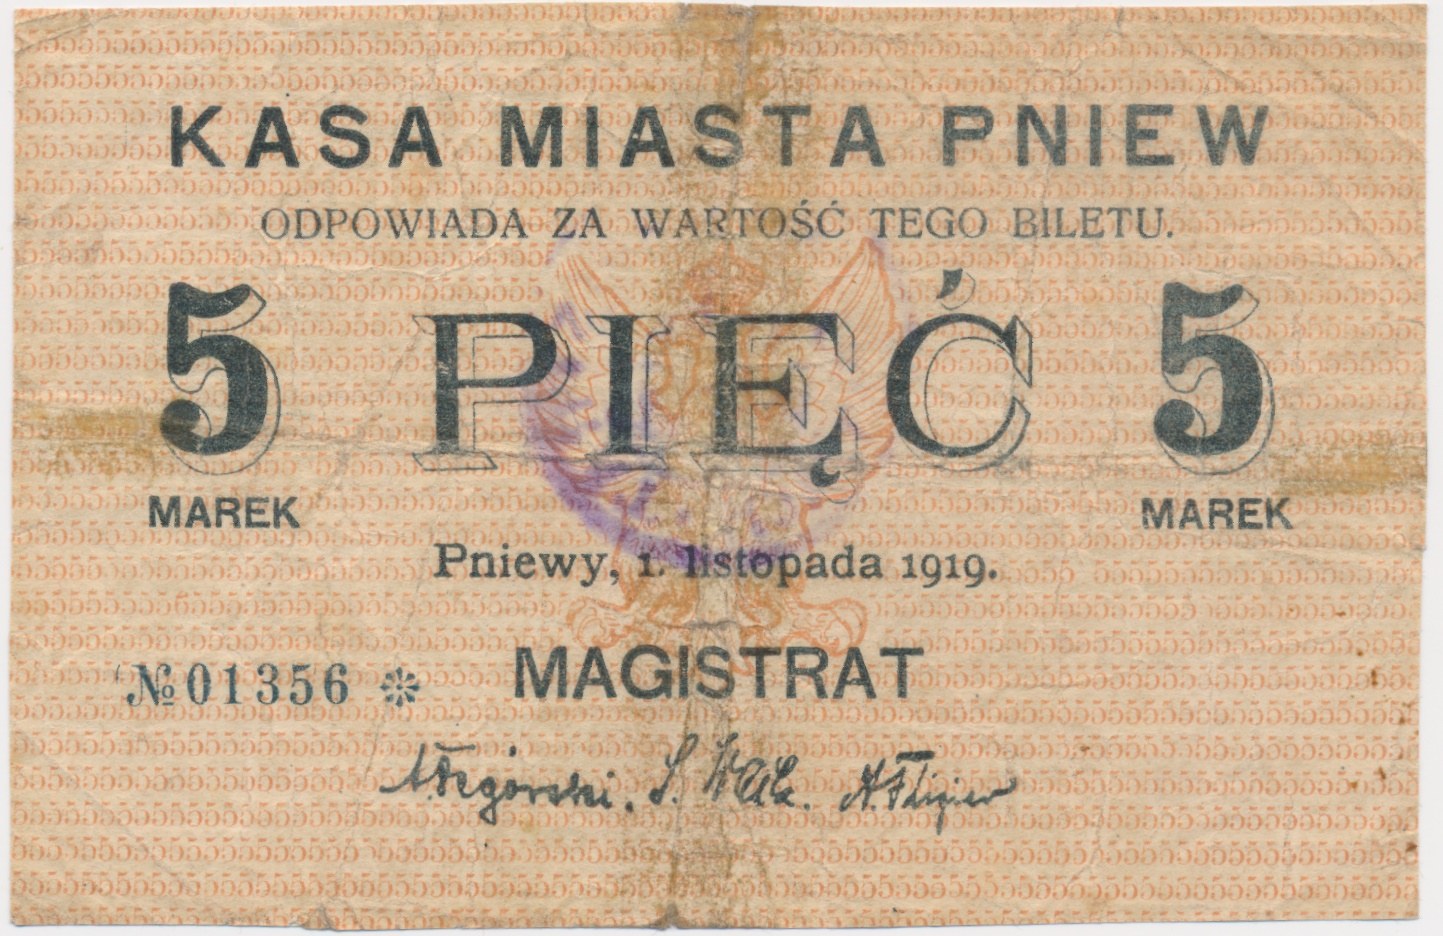 KASA MIASTA PNIEW
ODPOWIADA ZA WARTOŚĆ TEGO BILETU.
5 PIĘĆ 5
MAREK MAREK
Pniewy, 1. listopada 1919.
MAGISTRAT
№ 01356